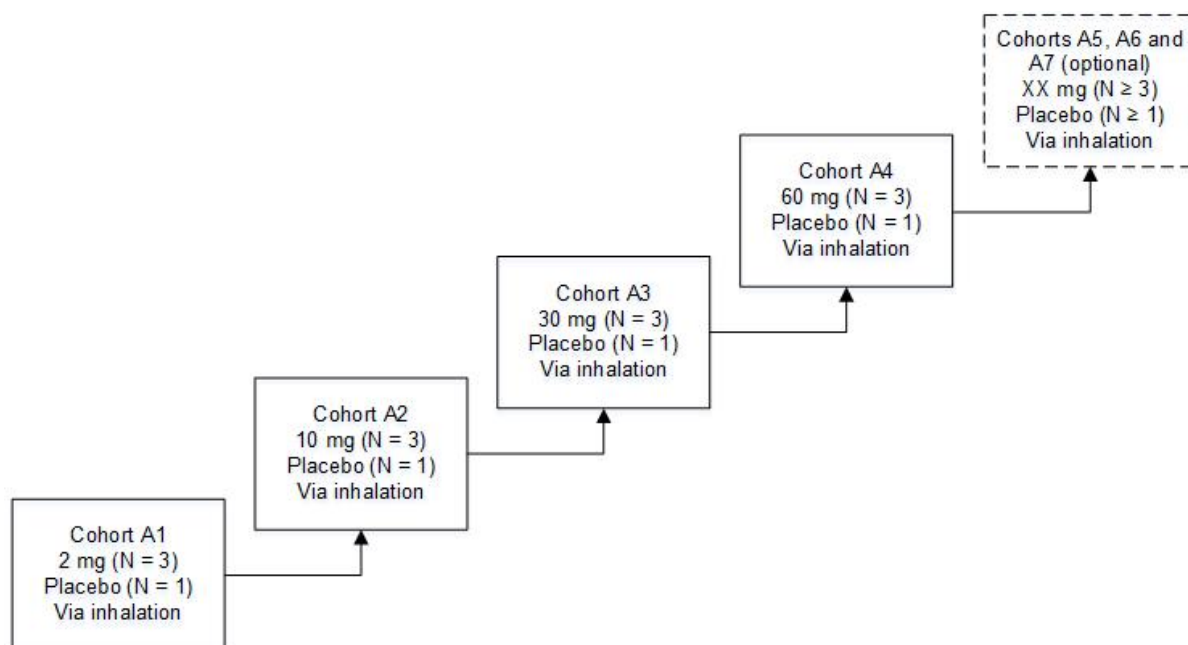 Cohorts A5, A6 and
A7 (optional)
XX mg (N ≥ 3)
Placebo (N ≥ 1)
Via inhalation
Cohort A4
60 mg (N = 3)
Placebo (N = 1)
Via inhalation
Cohort A3
30 mg (N = 3)
Placebo (N = 1)
Via inhalation
Cohort A2
10 mg (N = 3)
Placebo (N = 1)
Via inhalation
Cohort A1
2 mg (N = 3)
Placebo (N = 1)
Via inhalation